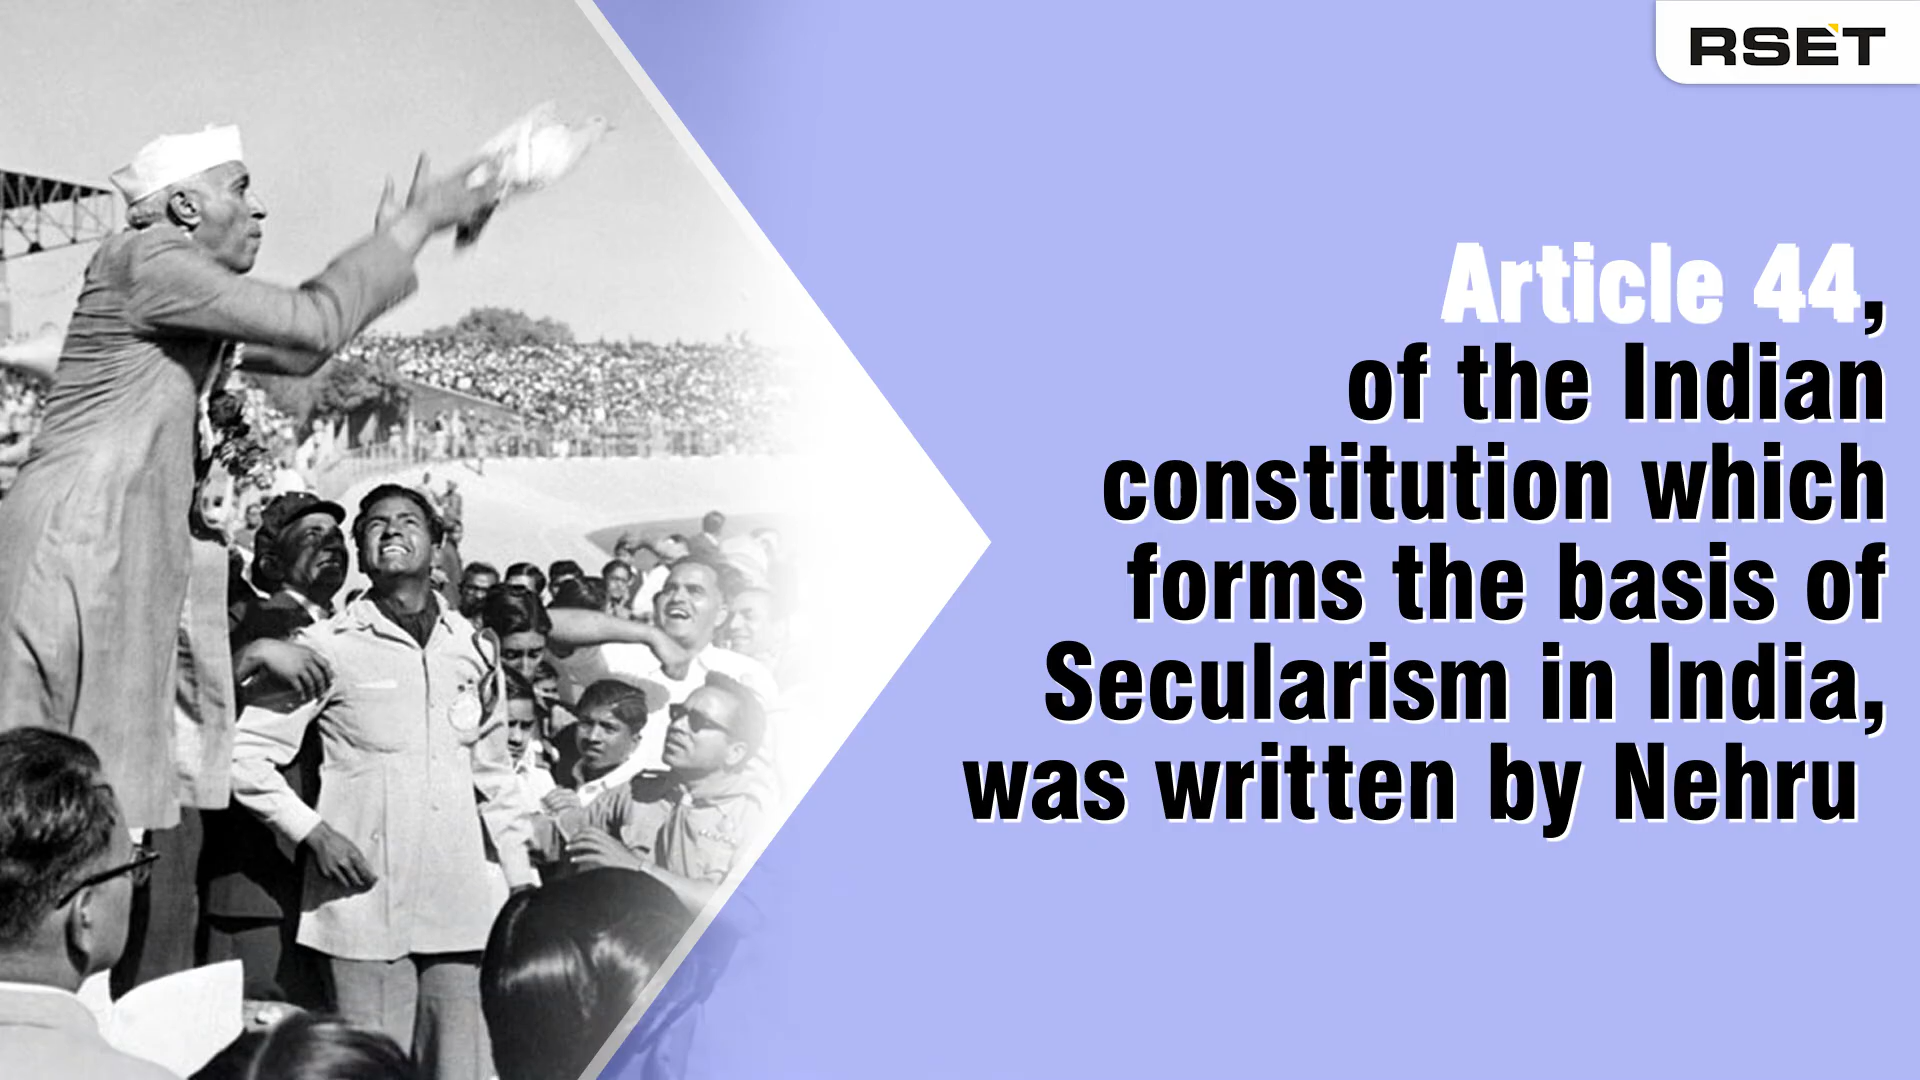 RSET
Article 44,
of the Indian
constitution which
forms the basis of
Secularism in India,
was written by Nehru